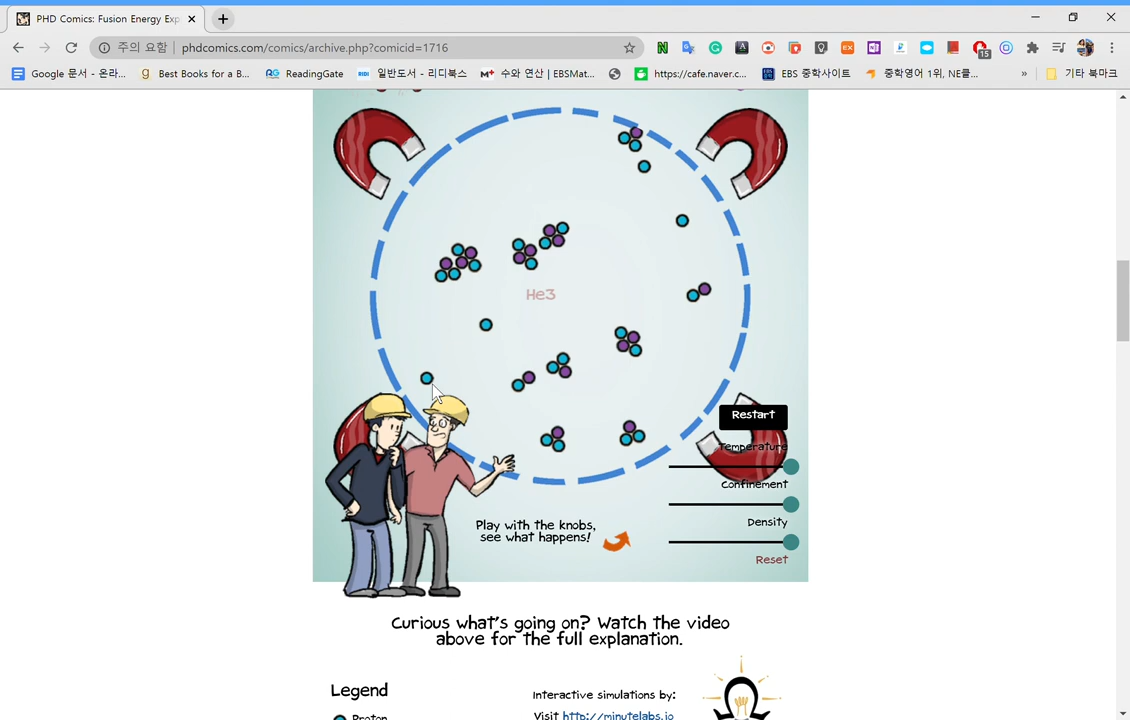 PHD Comics: Fusion Energy Exp
주의 요함 phdcomics.com/comics/archive.php?comicid=1716
15
Google 문서 - 온라... Best Books for a B... ReadingGate 일반도서 - 리디북스 수와 연산 | EBSMat... https://cafe.naver.c... EBS 중학사이트 중학영어 1위, NE클... » 기타 북마크
He3
Restart
Temperature
Confinement
Density
Reset
Play with the knobs,
see what happens!
Curious what's going on? Watch the video
above for the full explanation.
Legend
Proton
Interactive simulations by:
Visit http://minutelabs.io